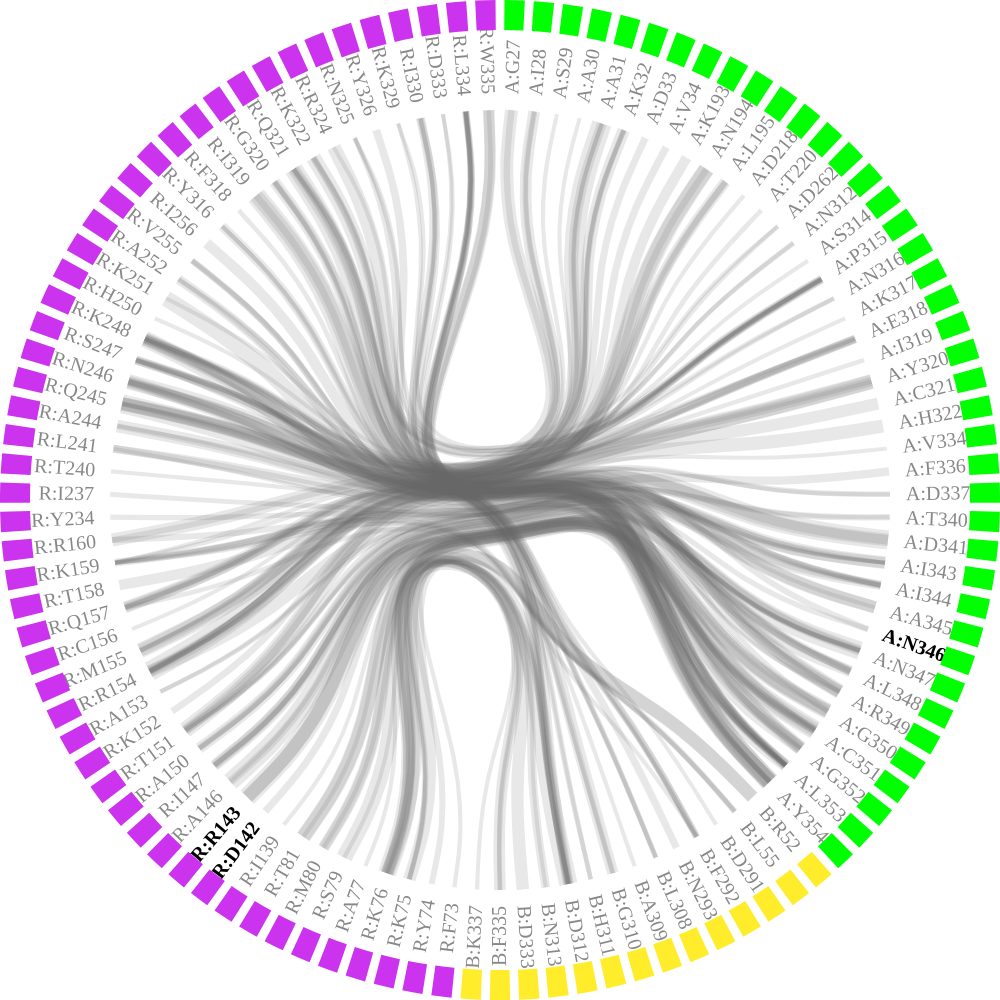 A:G27
A:I28
A:S29
A:A30
A:A31
A:K32
A:D33
A:V34
A:K193
A:N194
A:L195
A:D218
A:T220
A:D262
A:N312
A:S314
A:P315
A:N316
A:K317
A:E318
A:I319
A:Y320
A:C321
A:H322
A:V334
A:F336
A:D337
A:T340
A:D341
A:I343
A:I344
A:A345
A:N346
A:N347
A:L348
A:R349
A:G350
A:C351
A:G352
A:L353
A:Y354
B:R52
B:L55
B:D291
B:F292
B:N293
B:L308
B:A309
B:G310
B:H311
B:D312
B:N313
B:D333
B:F335
B:K337
R:F73
R:Y74
R:K75
R:K76
R:A77
R:S79
R:M80
R:T81
R:I139
R:D142
R:R143
R:A146
R:I147
R:A150
R:T151
R:K152
R:A153
R:R154
R:M155
R:C156
R:Q157
R:T158
R:K159
R:R160
R:Y234
R:I237
R:T240
R:L241
R:A244
R:Q245
R:N246
R:S247
R:K248
R:H250
R:K251
R:A252
R:V255
R:I256
R:Y316
R:F318
R:I319
R:G320
R:Q321
R:K322
R:R324
R:N325
R:Y326
R:K329
R:I330
R:D333
R:L334
R:W335